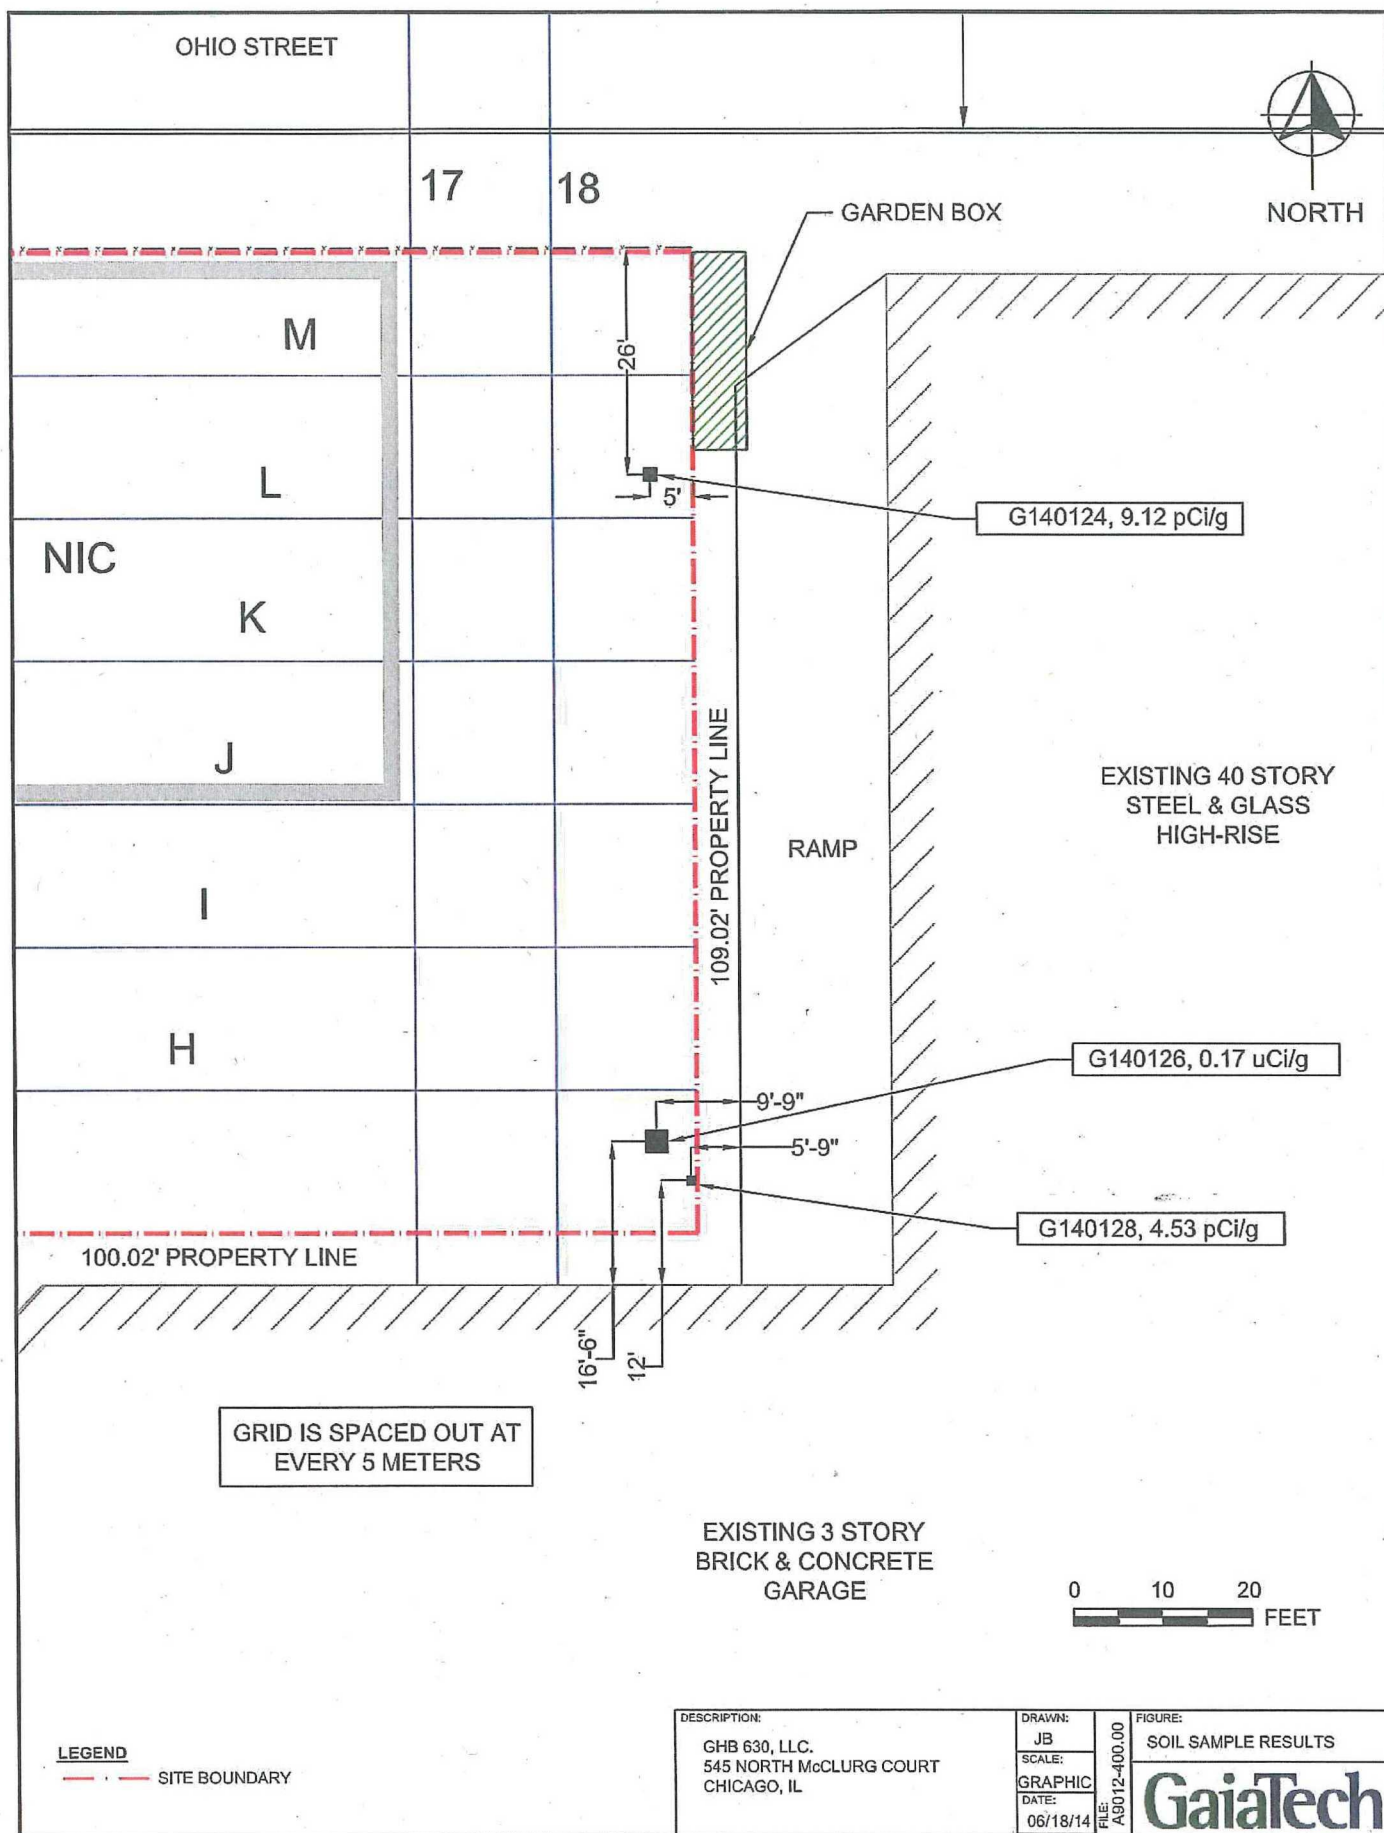 OHIO STREET
17
18
GARDEN BOX
NORTH
M
26'
L
5'
G140124, 9.12 pCi/g
NIC
K
J
109.02' PROPERTY LINE
EXISTING 40 STORY
STEEL & GLASS
HIGH-RISE
RAMP
I
H
G140126, 0.17 uCi/g
9'-9"
5'-9"
G140128, 4.53 pCi/g
100.02' PROPERTY LINE
16'-6"
12'
GRID IS SPACED OUT AT
EVERY 5 METERS
EXISTING 3 STORY
BRICK & CONCRETE
GARAGE
0 10 20
FEET
LEGEND
SITE BOUNDARY
DESCRIPTION:
GHB 630, LLC.
545 NORTH McCLURG COURT
CHICAGO, IL
DRAWN:
JB
SCALE:
GRAPHIC
DATE:
06/18/14
FILE:
A9012-400.00
FIGURE:
SOIL SAMPLE RESULTS
GaiaTech